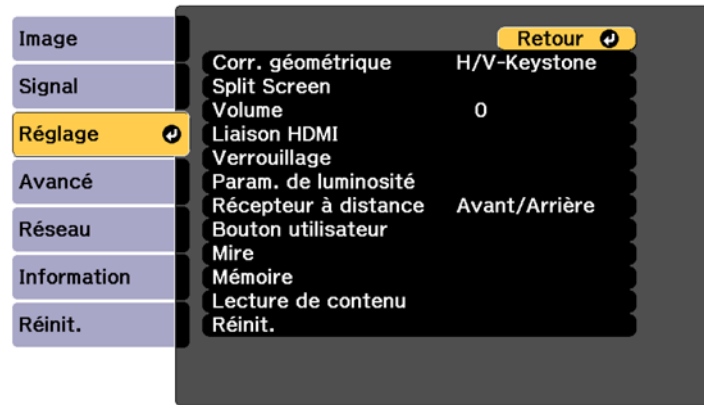 Image
Signal
Réglage
Avancé
Réseau
Information
Réinit.
Retour
Corr. géométrique H/V-Keystone
Split Screen
Volume 0
Liaison HDMI
Verrouillage
Param. de luminosité
Récepteur à distance Avant/Arrière
Bouton utilisateur
Mire
Mémoire
Lecture de contenu
Réinit.